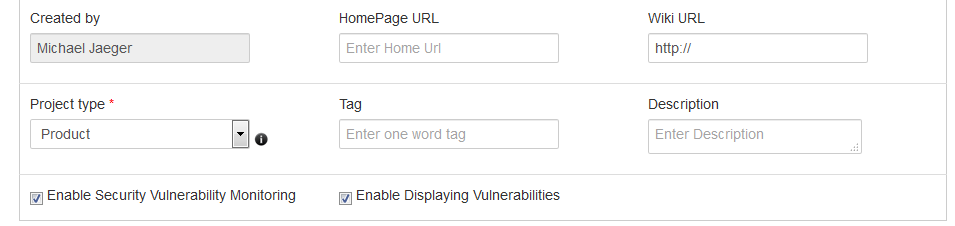 Created by HomePage URL Wiki URL
Michael Jaeger Enter Home Url http://
Project type * Tag Description
Product Enter one word tag Enter Description
Enable Security Vulnerability Monitoring Enable Displaying Vulnerabilities